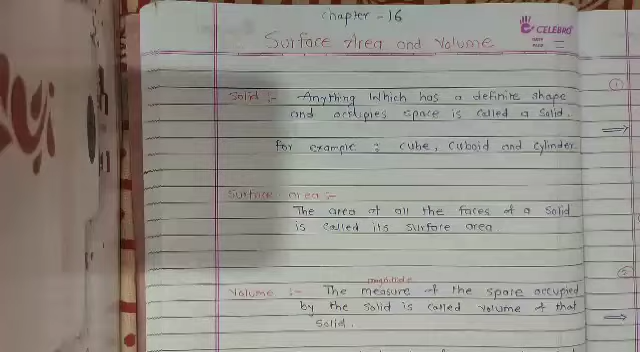 Chapter - 16
CELEBRO
Surface Area and Volume
Solid :- Anything Which has a definite shape
and occupies space is called a solid.
for example : cube, cuboid and cylinder
Surface area :-
The area of all the faces of a solid
is called its surface area
magnitude
Volume :- The measure of the space occupied
by the solid is called volume of that
solid.